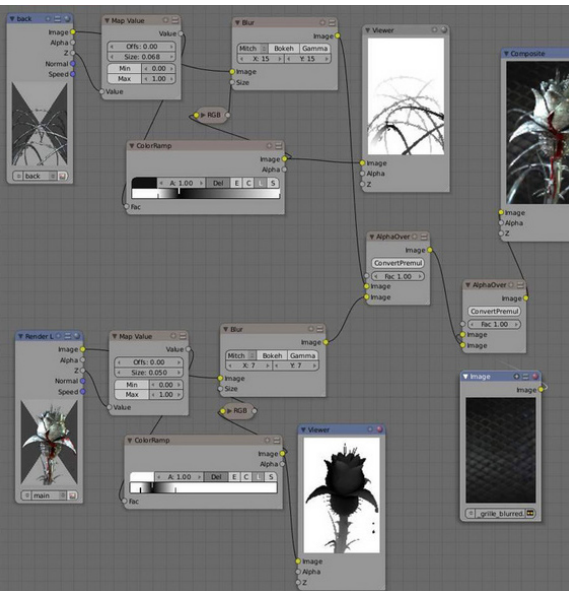 back
Image
Alpha
Z
Normal
Speed
back
Map Value
Value
Offs: 0.00
Size: 0.068
Min 0.00
Max 1.00
Value
Blur
Image
Mitch Bokeh Gamma
X: 15 Y: 15
Image
Size
RGB
Viewer
Image
Alpha
Z
Composite
Image
Alpha
Z
ColorRamp
Image
Alpha
A: 1.00 Del E C L S
Fac
AlphaOver
Image
ConvertPremul
Fac 1.00
Image
Image
AlphaOver
Image
ConvertPremul
Fac 1.00
Image
Image
Render L
Image
Alpha
Z
Normal
Speed
main
Map Value
Value
Offs: 0.00
Size: 0.050
Min 0.00
Max 1.00
Value
Blur
Image
Mitch Bokeh Gamma
X: 7 Y: 7
Image
Size
RGB
ColorRamp
Image
Alpha
A: 1.00 Del E C L S
Fac
Viewer
Image
Alpha
Z
Image
Image
_grille_blurred.